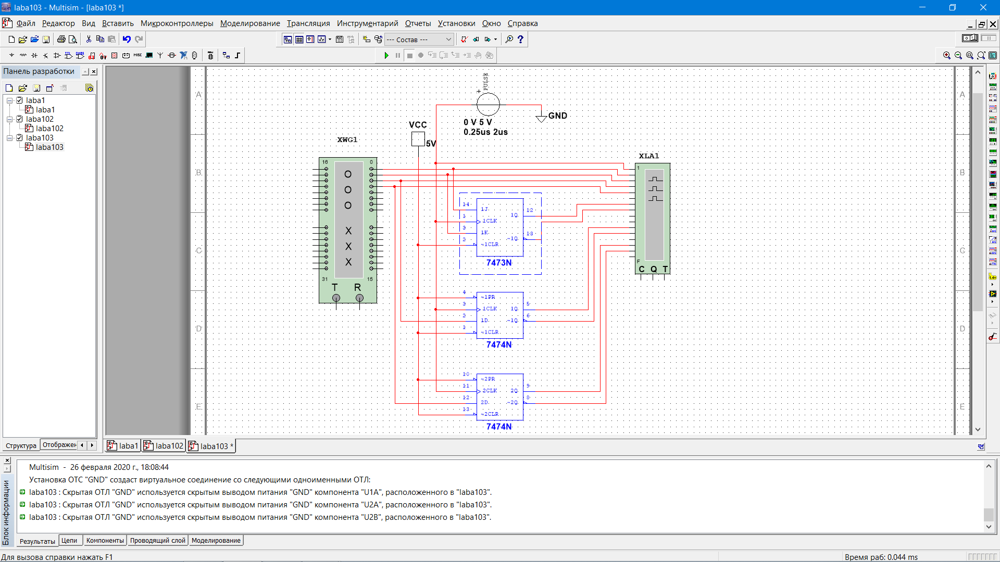 laba103 - Multisim - [laba103 *]
Файл Редактор Вид Вставить Микроконтроллеры Моделирование Трансляция Инструментарий Отчеты Установки Окно Справка
--- Состав ---
MISC
Панель разработки
laba1
laba1
laba102
laba102
laba103
laba103
Структура
Отображен
A
B
C
D
E
A
B
C
D
E
PULSE
+
0 V 5 V
0.25us 2us
GND
VCC
5V
XWG1
16
0
O
O
O
X
X
X
31
15
T R
XLA1
1
F
C Q T
14 1J 1Q 12
1 1CLK
3 1K ~1Q 13
2 ~1CLR
7473N
4 ~1PR
3 1CLK 1Q 5
2 1D ~1Q 6
1 ~1CLR
7474N
10 ~2PR
11 2CLK 2Q 9
12 2D ~2Q 8
13 ~2CLR
7474N
laba1 laba102 laba103 *
Блок информации
Multisim - 26 февраля 2020 г., 18:08:44
Установка ОТС "GND" создаст виртуальное соединение со следующими одноименными ОТЛ:
laba103 : Скрытая ОТЛ "GND" используется скрытым выводом питания "GND" компонента "U1A", расположенного в "laba103".
laba103 : Скрытая ОТЛ "GND" используется скрытым выводом питания "GND" компонента "U2A", расположенного в "laba103".
laba103 : Скрытая ОТЛ "GND" используется скрытым выводом питания "GND" компонента "U2B", расположенного в "laba103".
Результаты Цепи Компоненты Проводящий слой Моделирование
Для вызова справки нажать F1
Время раб: 0.044 ms